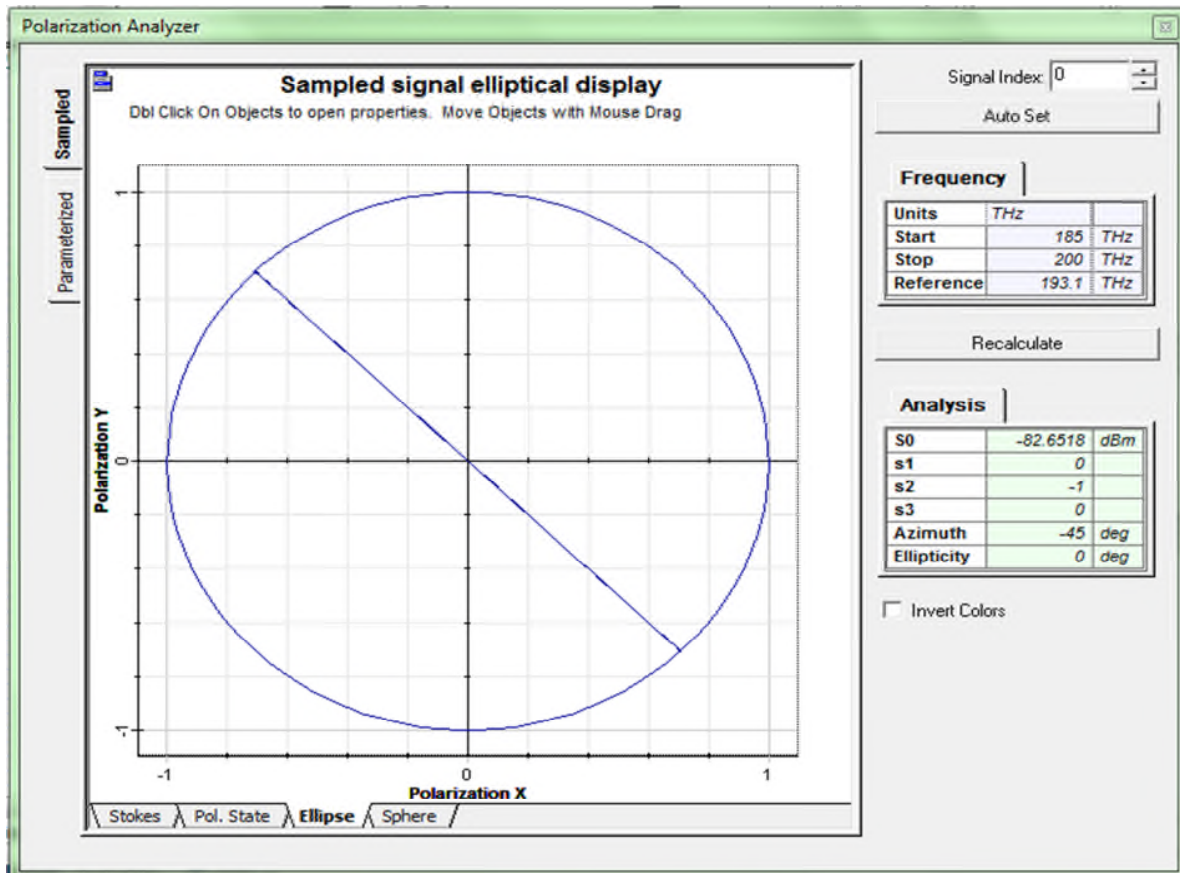 Polarization Analyzer
Sampled
Parameterized
Sampled signal elliptical display
Dbl Click On Objects to open properties. Move Objects with Mouse Drag
Polarization Y
1
0
-1
-1 0 1
Polarization X
Stokes Pol. State Ellipse Sphere
Signal Index: 0
Auto Set
Frequency
Units THz
Start 185 THz
Stop 200 THz
Reference 193.1 THz
Recalculate
Analysis
S0 -82.6518 dBm
s1 0
s2 -1
s3 0
Azimuth -45 deg
Ellipticity 0 deg
Invert Colors